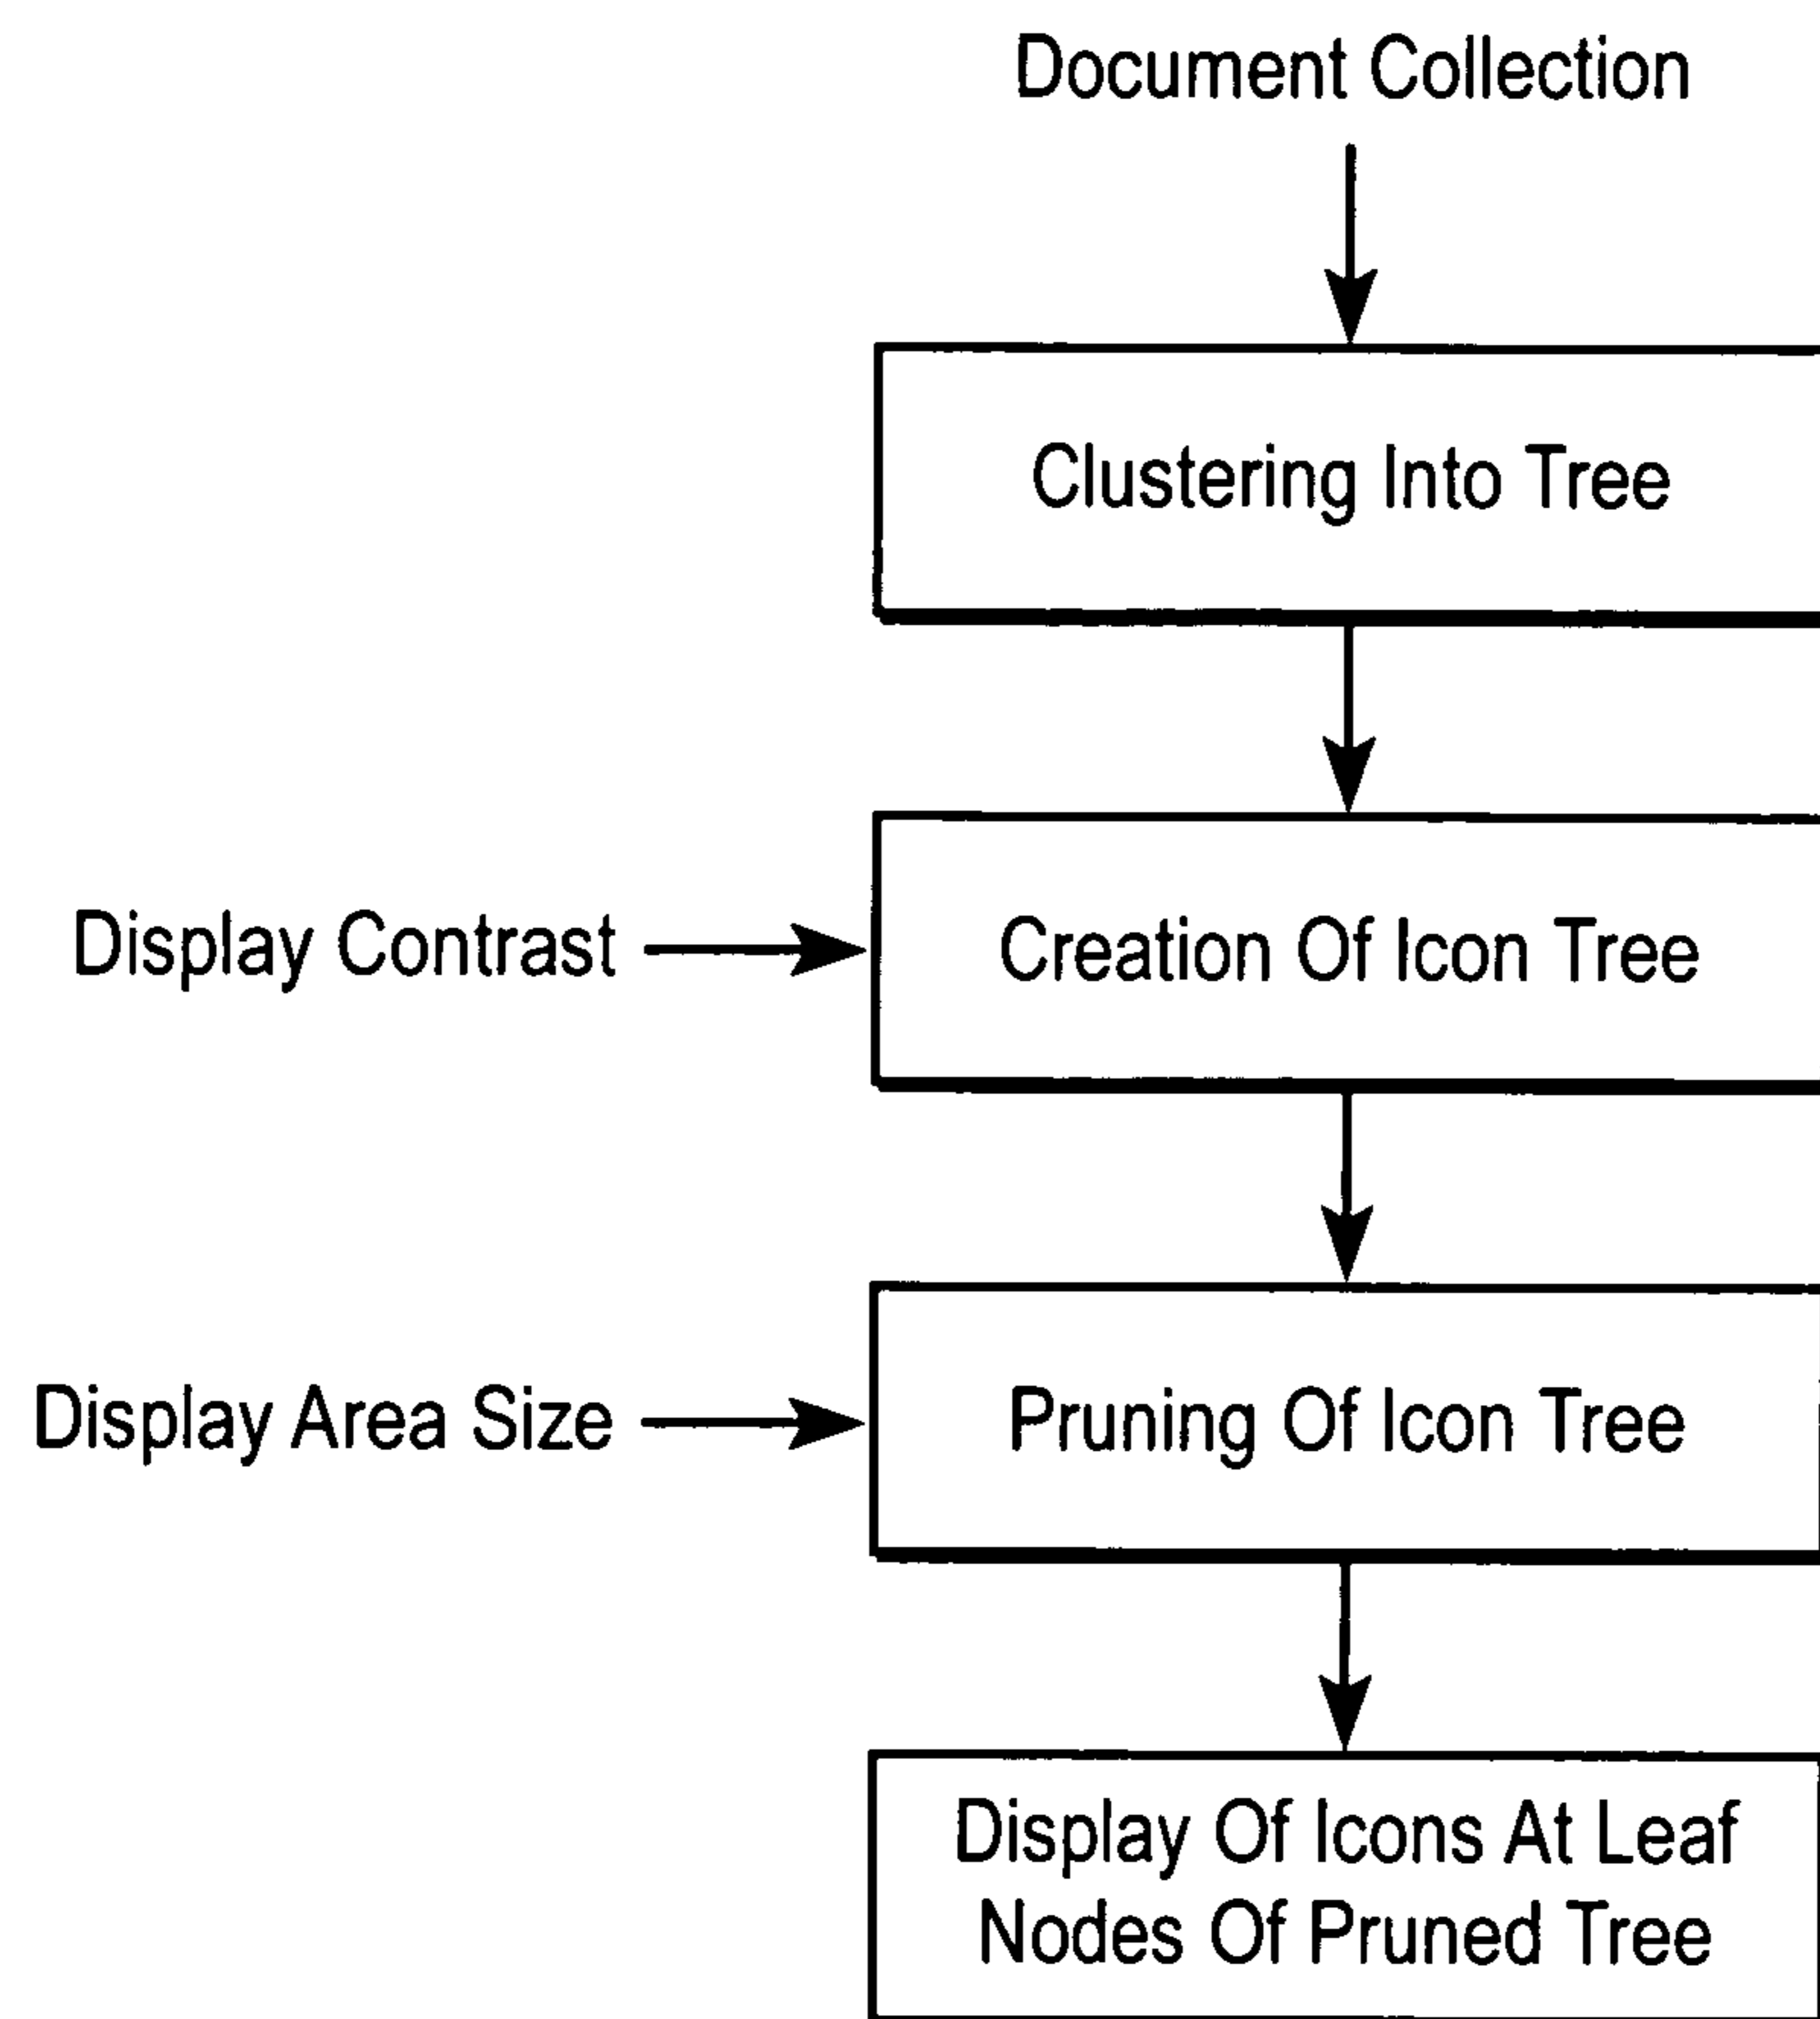 Document Collection
Clustering Into Tree
Display Contrast
Creation Of Icon Tree
Display Area Size
Pruning Of Icon Tree
Display Of Icons At Leaf
Nodes Of Pruned Tree